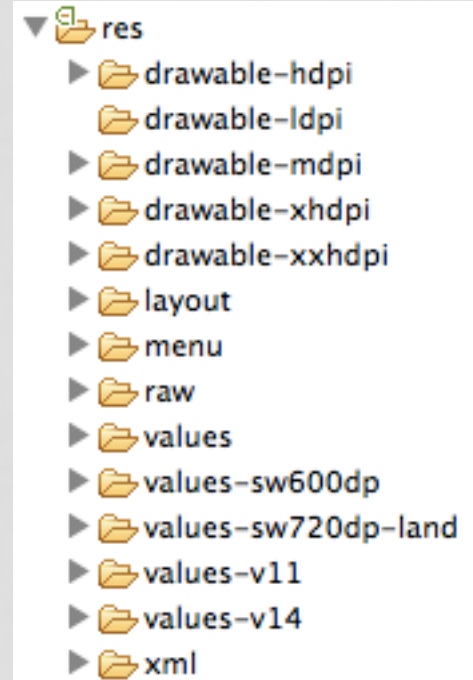 res
drawable-hdpi
drawable-ldpi
drawable-mdpi
drawable-xhdpi
drawable-xxhdpi
layout
menu
raw
values
values-sw600dp
values-sw720dp-land
values-v11
values-v14
xml